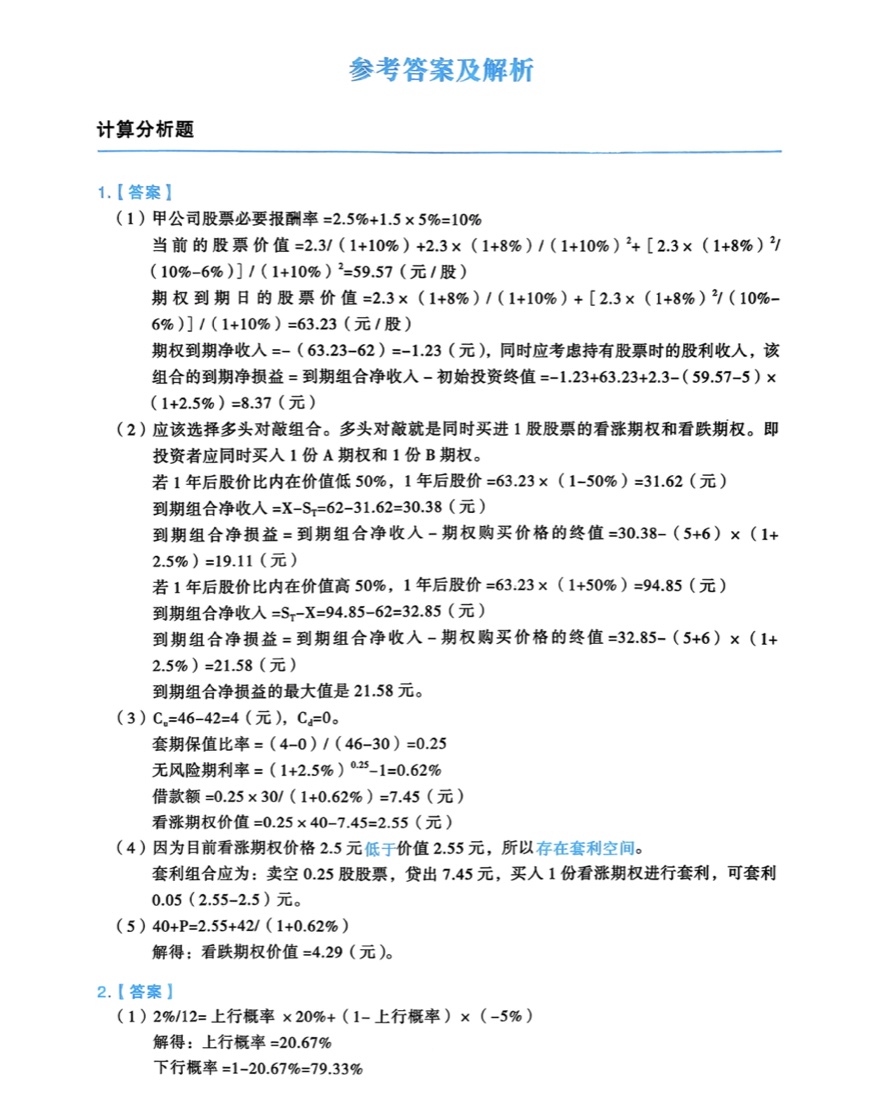 参考答案及解析
计算分析题
1.【答案】
（1）甲公司股票必要报酬率 =2.5%+1.5×5%=10%
当前的股票价值 =2.3/（1+10%）+2.3×（1+8%）/（1+10%）²+［2.3×（1+8%）²/
（10%-6%）］/（1+10%）²=59.57（元 / 股）
期权到期日的股票价值 =2.3×（1+8%）/（1+10%）+［2.3×（1+8%）²/（10%-
6%）］/（1+10%）=63.23（元 / 股）
期权到期净收入 =-（63.23-62）=-1.23（元），同时应考虑持有股票时的股利收入，该
组合的到期净损益 = 到期组合净收入 - 初始投资终值 =-1.23+63.23+2.3-（59.57-5）×
（1+2.5%）=8.37（元）
（2）应该选择多头对敲组合。多头对敲就是同时买进 1 股股票的看涨期权和看跌期权。即
投资者应同时买入 1 份 A 期权和 1 份 B 期权。
若 1 年后股价比内在价值低 50%，1 年后股价 =63.23×（1-50%）=31.62（元）
到期组合净收入 =X-S_T=62-31.62=30.38（元）
到期组合净损益 = 到期组合净收入 - 期权购买价格的终值 =30.38-（5+6）×（1+
2.5%）=19.11（元）
若 1 年后股价比内在价值高 50%，1 年后股价 =63.23×（1+50%）=94.85（元）
到期组合净收入 =S_T-X=94.85-62=32.85（元）
到期组合净损益 = 到期组合净收入 - 期权购买价格的终值 =32.85-（5+6）×（1+
2.5%）=21.58（元）
到期组合净损益的最大值是 21.58 元。
（3）C_u=46-42=4（元），C_d=0。
套期保值比率 =（4-0）/（46-30）=0.25
无风险期利率 =（1+2.5%）^0.25-1=0.62%
借款额 =0.25×30/（1+0.62%）=7.45（元）
看涨期权价值 =0.25×40-7.45=2.55（元）
（4）因为目前看涨期权价格 2.5 元低于价值 2.55 元，所以存在套利空间。
套利组合应为：卖空 0.25 股股票，贷出 7.45 元，买入 1 份看涨期权进行套利，可套利
0.05（2.55-2.5）元。
（5）40+P=2.55+42/（1+0.62%）
解得：看跌期权价值 =4.29（元）。
2.【答案】
（1）2%/12= 上行概率 ×20%+（1- 上行概率）×（-5%）
解得：上行概率 =20.67%
下行概率 =1-20.67%=79.33%